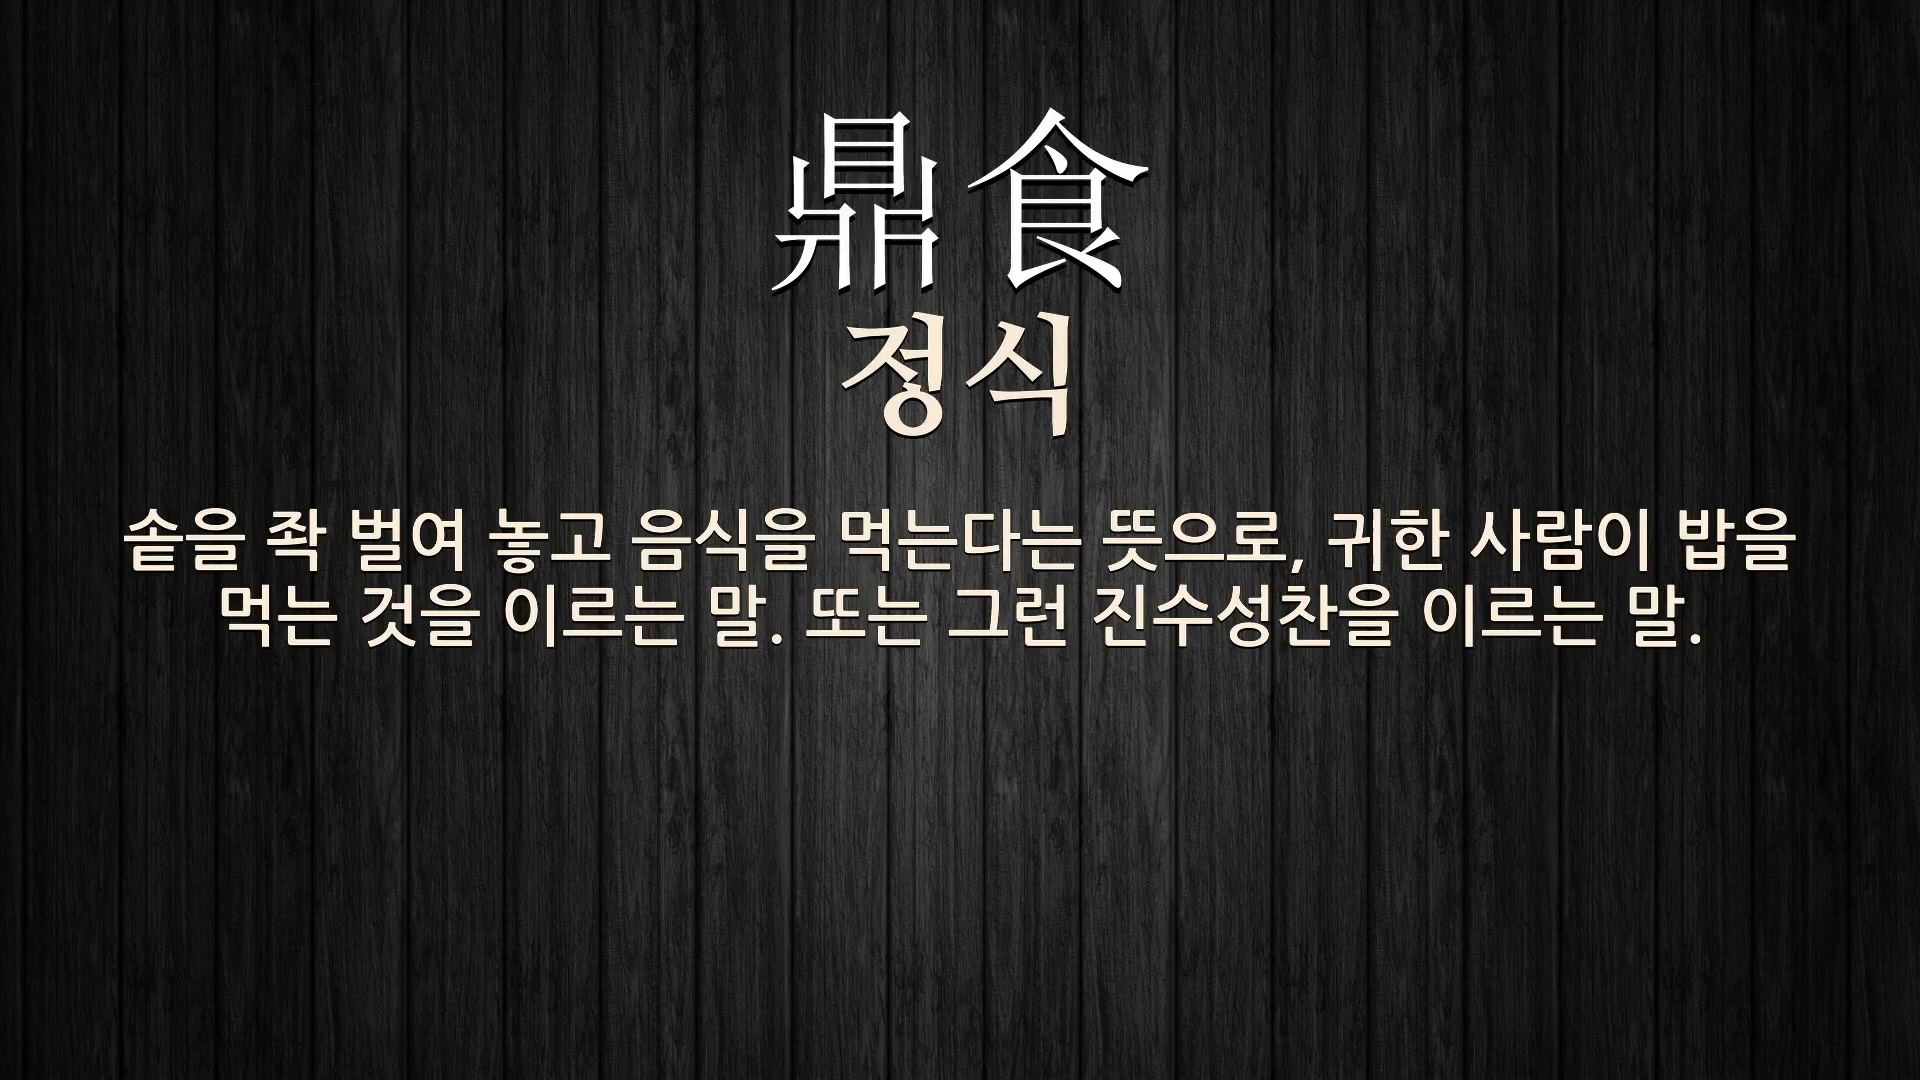 鼎食
정식
솥을 좍 벌여 놓고 음식을 먹는다는 뜻으로, 귀한 사람이 밥을
먹는 것을 이르는 말. 또는 그런 진수성찬을 이르는 말.